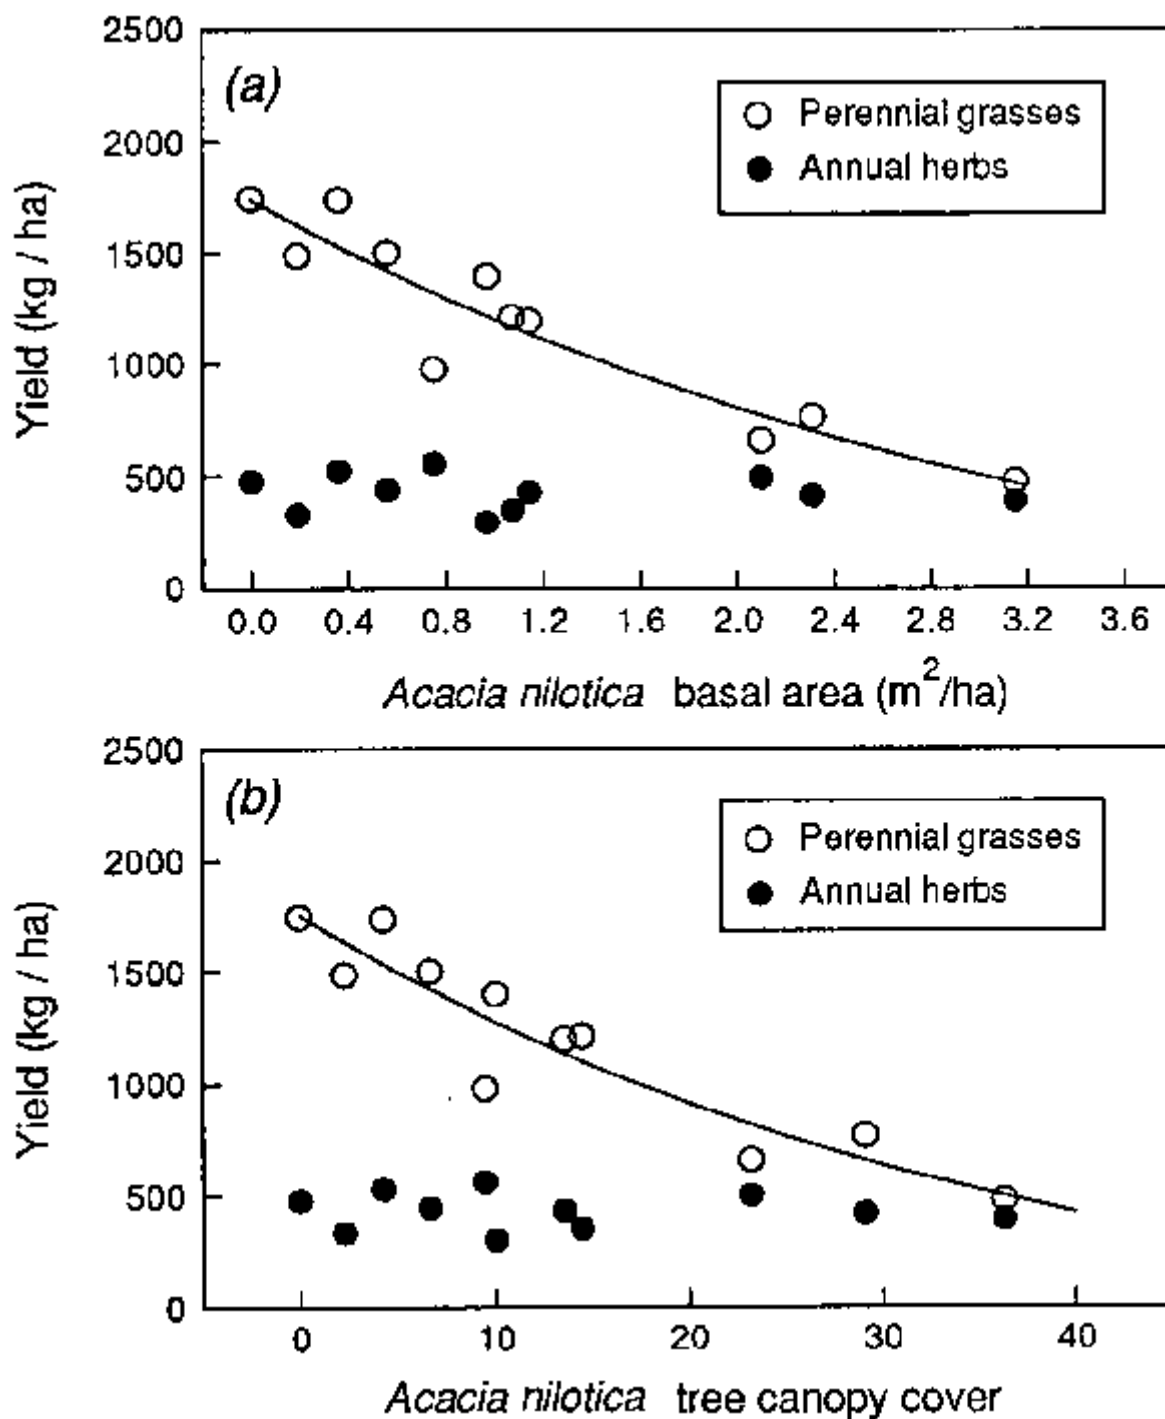 2500
(a)
Perennial grasses
Annual herbs
2000
1500
1000
500
0
Yield (kg / ha)
0.0 0.4 0.8 1.2 1.6 2.0 2.4 2.8 3.2 3.6
Acacia nilotica basal area (m²/ha)
2500
(b)
Perennial grasses
Annual herbs
2000
1500
1000
500
0
Yield (kg / ha)
0 10 20 30 40
Acacia nilotica tree canopy cover